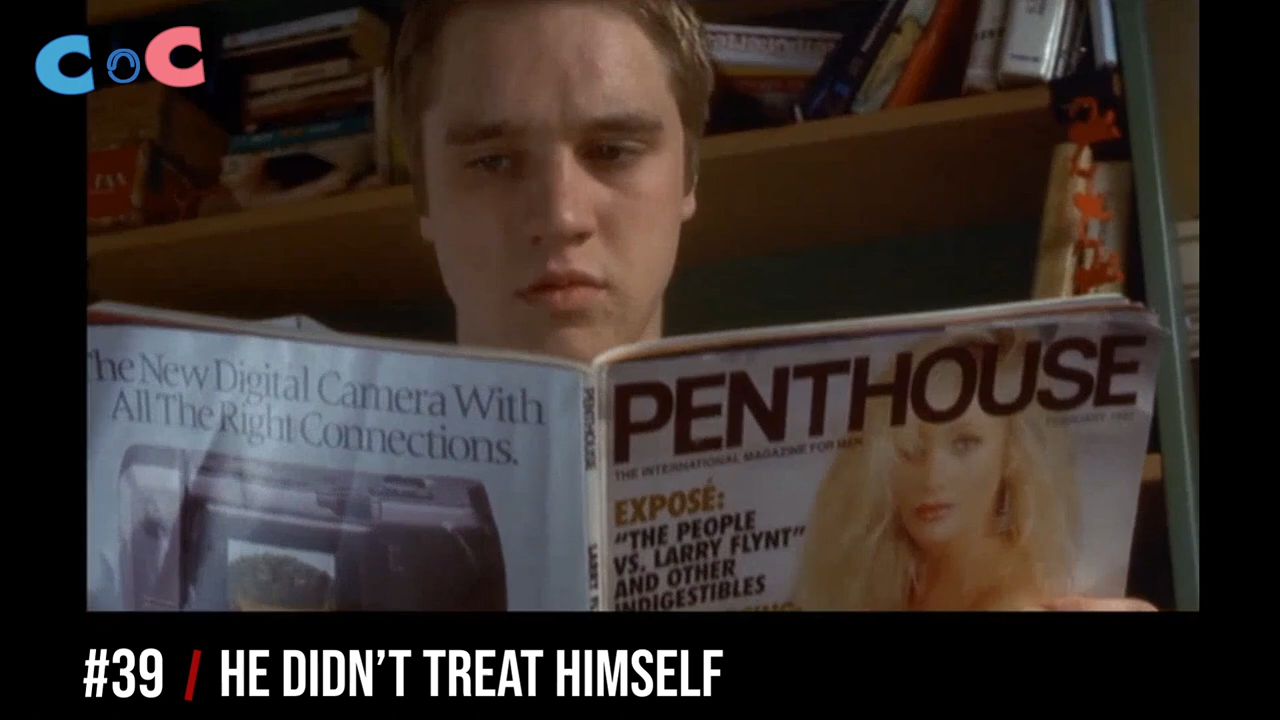 C C
The New Digital Camera With
All The Right Connections.
PENTHOUSE
PENTHOUSE
THE INTERNATIONAL MAGAZINE FOR MEN
EXPOSÉ:
"THE PEOPLE
VS. LARRY FLYNT"
AND OTHER
INDIGESTIBLES
#39 / HE DIDN'T TREAT HIMSELF